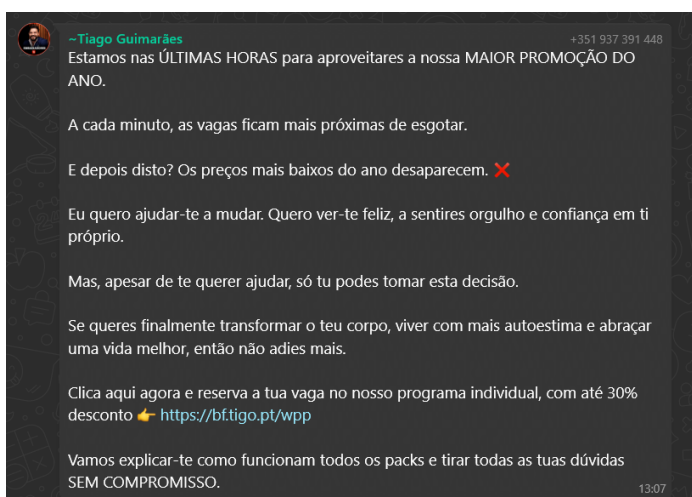 ~Tiago Guimarães
+351 937 391 448
Estamos nas ÚLTIMAS HORAS para aproveitares a nossa MAIOR PROMOÇÃO DO
ANO.
A cada minuto, as vagas ficam mais próximas de esgotar.
E depois disto? Os preços mais baixos do ano desaparecem. ❌
Eu quero ajudar-te a mudar. Quero ver-te feliz, a sentires orgulho e confiança em ti
próprio.
Mas, apesar de te querer ajudar, só tu podes tomar esta decisão.
Se queres finalmente transformar o teu corpo, viver com mais autoestima e abraçar
uma vida melhor, então não adies mais.
Clica aqui agora e reserva a tua vaga no nosso programa individual, com até 30%
desconto 👉 https://bf.tigo.pt/wpp
Vamos explicar-te como funcionam todos os packs e tirar todas as tuas dúvidas
SEM COMPROMISSO.
13:07